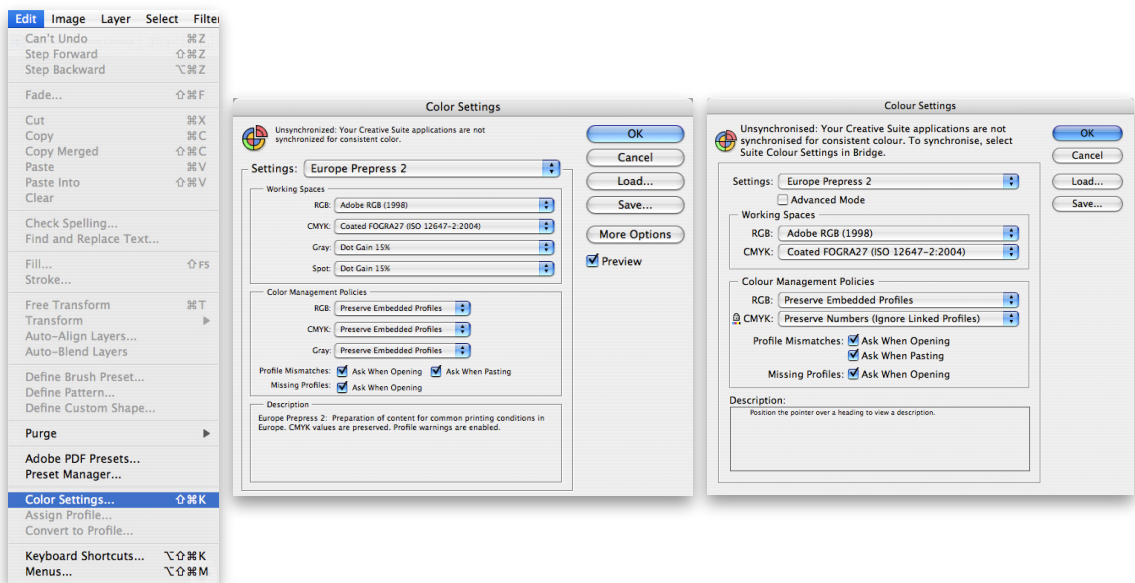 Edit Image Layer Select Filter
Can't Undo ⌘Z
Step Forward ⇧⌘Z
Step Backward ⌥⌘Z
Fade... ⇧⌘F
Cut ⌘X
Copy ⌘C
Copy Merged ⇧⌘C
Paste ⌘V
Paste Into ⇧⌘V
Clear
Check Spelling...
Find and Replace Text...
Fill... ⇧F5
Stroke...
Free Transform ⌘T
Transform
Auto-Align Layers...
Auto-Blend Layers
Define Brush Preset...
Define Pattern...
Define Custom Shape...
Purge
Adobe PDF Presets...
Preset Manager...
Color Settings... ⇧⌘K
Assign Profile...
Convert to Profile...
Keyboard Shortcuts... ⌥⇧⌘K
Menus... ⌥⇧⌘M
Color Settings
Unsynchronized: Your Creative Suite applications are not
synchronized for consistent color.
Settings: Europe Prepress 2
Working Spaces
RGB: Adobe RGB (1998)
CMYK: Coated FOGRA27 (ISO 12647-2:2004)
Gray: Dot Gain 15%
Spot: Dot Gain 15%
Color Management Policies
RGB: Preserve Embedded Profiles
CMYK: Preserve Embedded Profiles
Gray: Preserve Embedded Profiles
Profile Mismatches: Ask When Opening Ask When Pasting
Missing Profiles: Ask When Opening
Description
Europe Prepress 2: Preparation of content for common printing conditions in
Europe. CMYK values are preserved. Profile warnings are enabled.
OK
Cancel
Load...
Save...
More Options
Preview
Colour Settings
Unsynchronised: Your Creative Suite applications are not
synchronised for consistent colour. To synchronise, select
Suite Colour Settings in Bridge.
Settings: Europe Prepress 2
Advanced Mode
Working Spaces
RGB: Adobe RGB (1998)
CMYK: Coated FOGRA27 (ISO 12647-2:2004)
Colour Management Policies
RGB: Preserve Embedded Profiles
CMYK: Preserve Numbers (Ignore Linked Profiles)
Profile Mismatches: Ask When Opening
Ask When Pasting
Missing Profiles: Ask When Opening
Description:
Position the pointer over a heading to view a description.
OK
Cancel
Load...
Save...